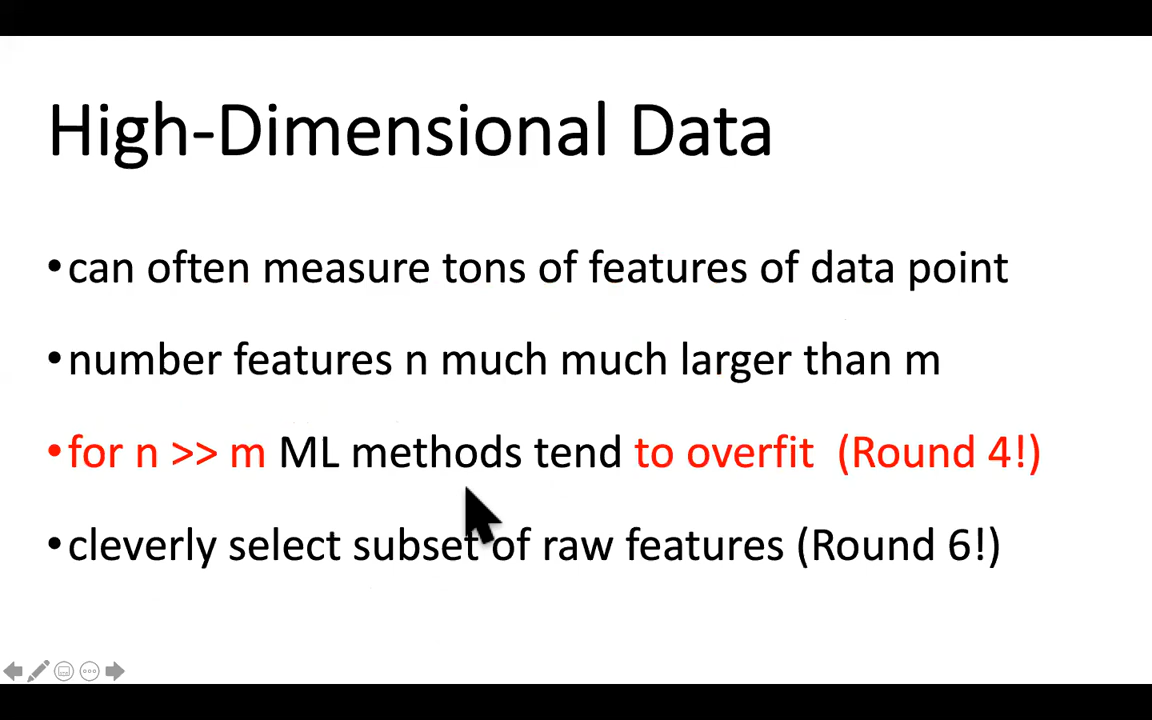 High-Dimensional Data
•can often measure tons of features of data point
•number features n much much larger than m
•for n >> m ML methods tend to overfit (Round 4!)
•cleverly select subset of raw features (Round 6!)